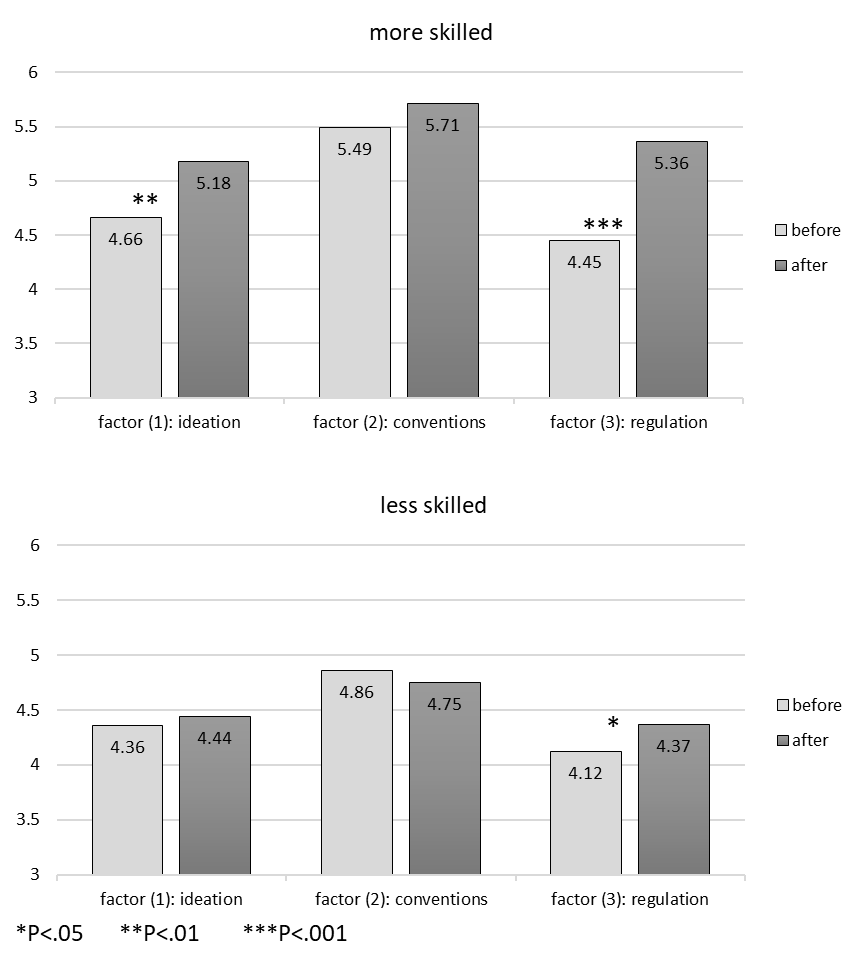 more skilled
6
5.5
5
4.5
4
3.5
3
**
4.66
5.18
5.49
5.71
***
4.45
5.36
before
after
factor (1): ideation
factor (2): conventions
factor (3): regulation
less skilled
6
5.5
5
4.5
4
3.5
3
4.36
4.44
4.86
4.75
*
4.12
4.37
before
after
factor (1): ideation
factor (2): conventions
factor (3): regulation
*P<.05 **P<.01 ***P<.001